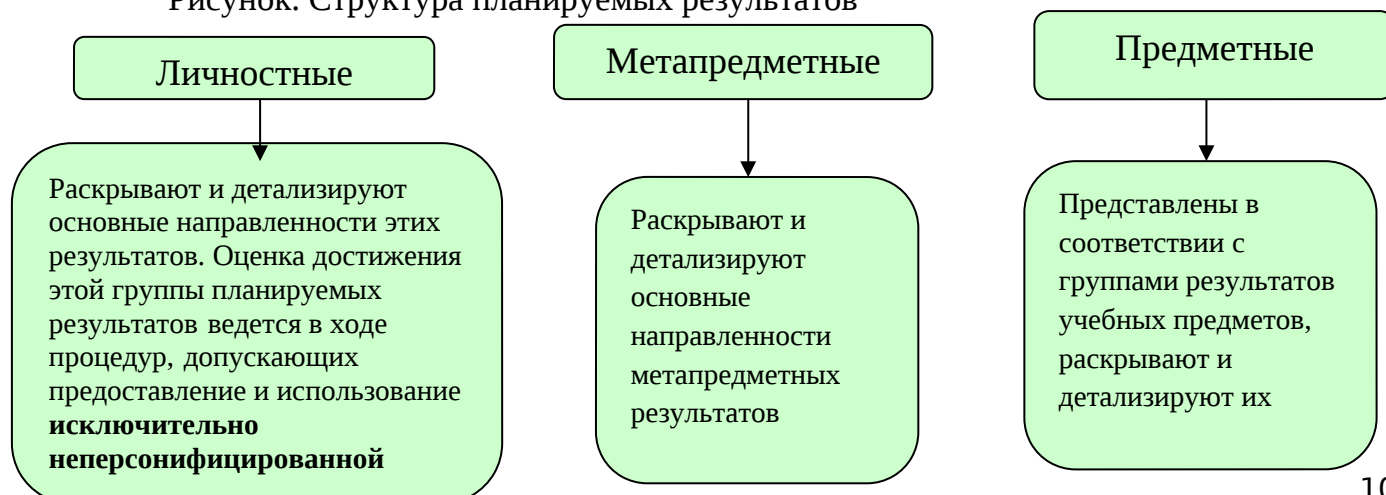 Рисунок. Структура планируемых результатов
Личностные
Раскрывают и детализируют
основные направленности этих
результатов. Оценка достижения
этой группы планируемых
результатов ведется в ходе
процедур, допускающих
предоставление и использование
исключительно
неперсонифицированной
Метапредметные
Раскрывают и
детализируют
основные
направленности
метапредметных
результатов
Предметные
Представлены в
соответствии с
группами результатов
учебных предметов,
раскрывают и
детализируют их